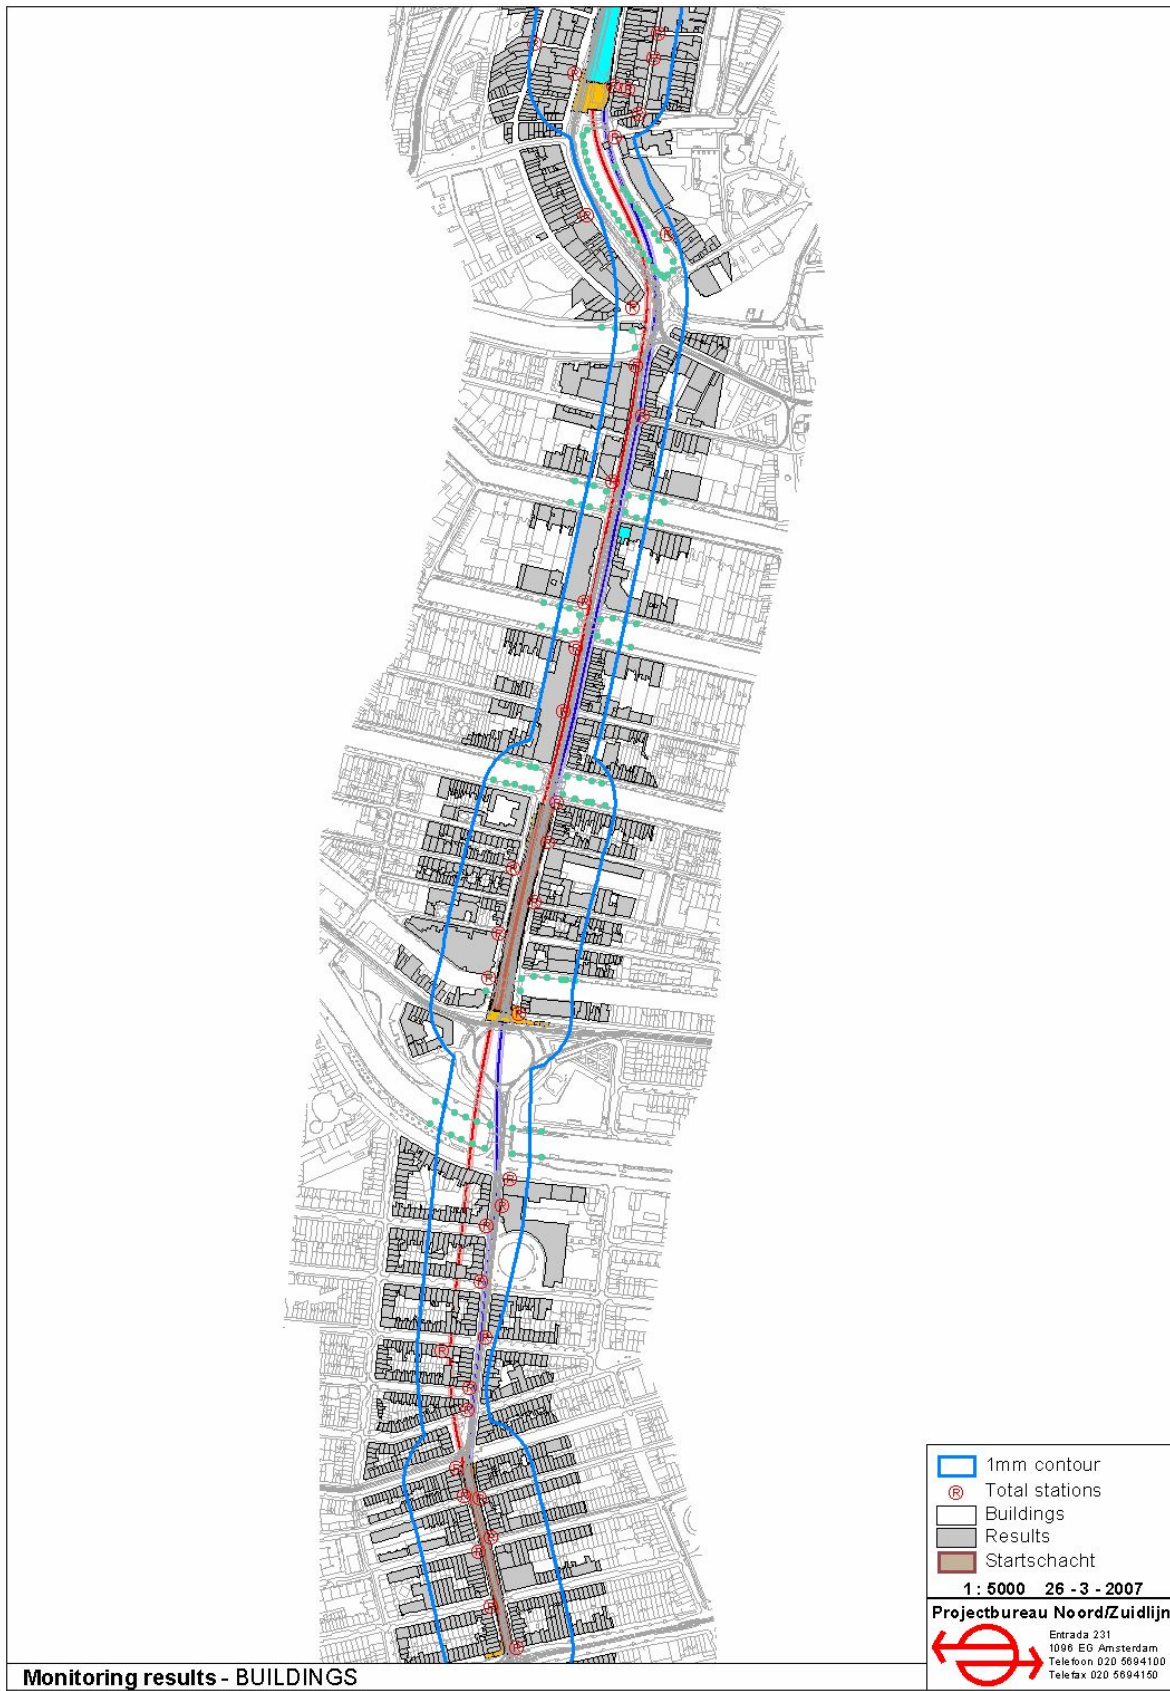 1mm contour
® Total stations
Buildings
Results
Startschacht
1 : 5000 26 - 3 - 2007
Projectbureau Noord/Zuidlijn
Entrada 231
1096 EG Amsterdam
Telefoon 020 5694100
Telefax 020 5694150
Monitoring results - BUILDINGS